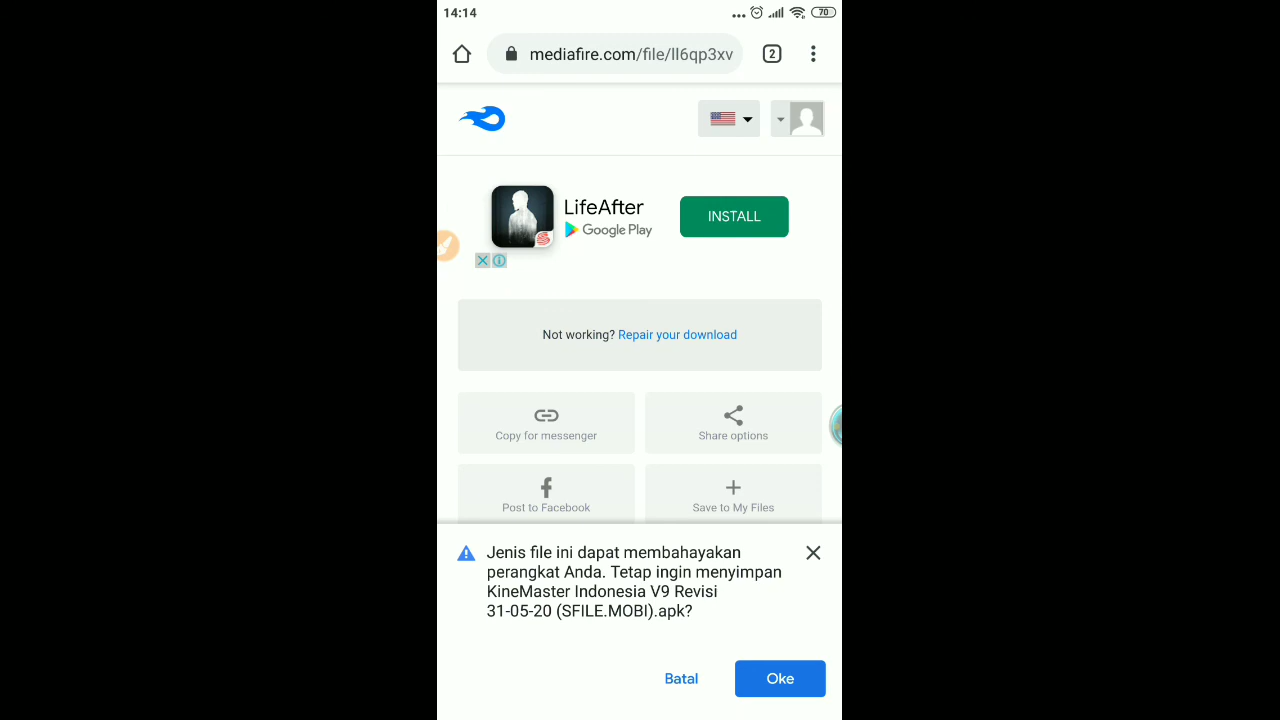 14:14
70
mediafire.com/file/ll6qp3xv
2
LifeAfter
Google Play
INSTALL
Not working? Repair your download
Copy for messenger
Share options
Post to Facebook
Save to My Files
Jenis file ini dapat membahayakan
perangkat Anda. Tetap ingin menyimpan
KineMaster Indonesia V9 Revisi
31-05-20 (SFILE.MOBI).apk?
Batal
Oke